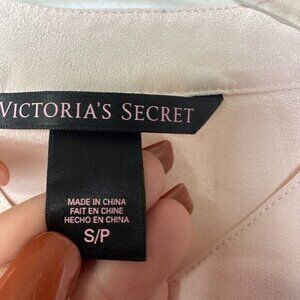 VICTORIA'S SECRET
MADE IN CHINA
FAIT EN CHINE
HECHO EN CHINA
S/P